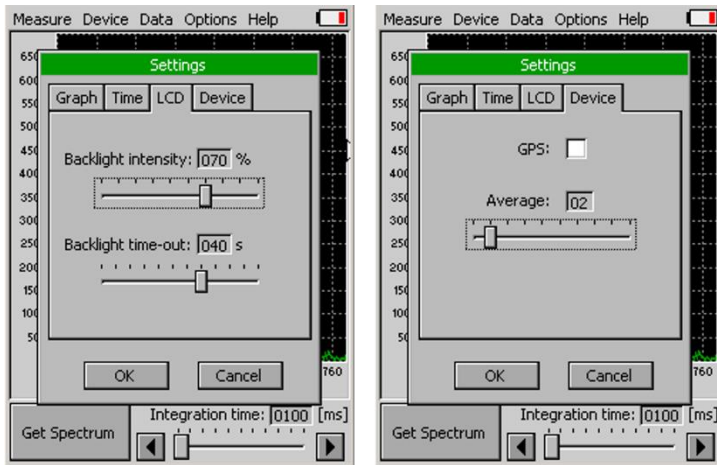 Measure Device Data Options Help
650
600
550
500
450
400
350
300
250
200
150
100
50
760
Settings
Graph Time LCD Device
Backlight intensity: 070 %
Backlight time-out: 040 s
OK Cancel
Get Spectrum
Integration time: 0100 [ms]
Measure Device Data Options Help
650
600
550
500
450
400
350
300
250
200
150
100
50
760
Settings
Graph Time LCD Device
GPS:
Average: 02
OK Cancel
Get Spectrum
Integration time: 0100 [ms]